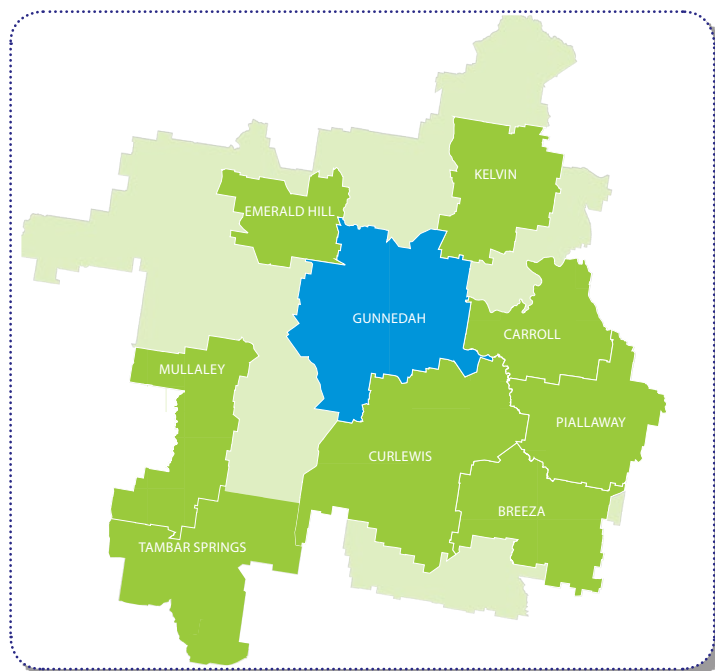 KELVIN
EMERALD HILL
GUNNEDAH
CARROLL
MULLALEY
PIALLAWAY
CURLEWIS
BREEZA
TAMBAR SPRINGS